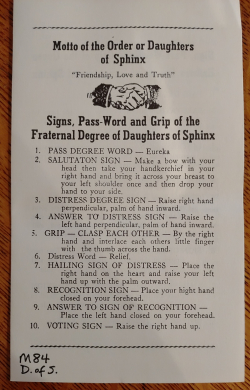 Motto of the Order or Daughters
of Sphinx
"Friendship, Love and Truth"
Signs, Pass-Word and Grip of the
Fraternal Degree of Daughters of Sphinx
1. PASS DEGREE WORD — Eureka
2. SALUTATON SIGN — Make a bow with your
head then take your handkerchief in your
right hand and bring it across your breast to
your left shoulder once and then drop your
hand to your side.
3. DISTRESS DEGREE SIGN — Raise right hand
perpendicular, palm of hand inward.
4. ANSWER TO DISTRESS SIGN — Raise the
left hand perpendicular, palm of hand inward.
5. GRIP — CLASP EACH OTHER — By the right
hand and interlace each others little finger
with the thumb across the hand.
6. Distress Word — Relief.
7. HAILING SIGN OF DISTRESS — Place the
right hand on the heart and raise your left
hand up with the palm outward.
8. RECOGNITION SIGN — Place your hight hand
closed on your forehead.
9. ANSWER TO SIGN OF RECOGNITION —
Place the left hand closed on your forehead.
10. VOTING SIGN — Raise the right hand up.
M84
D. of S.